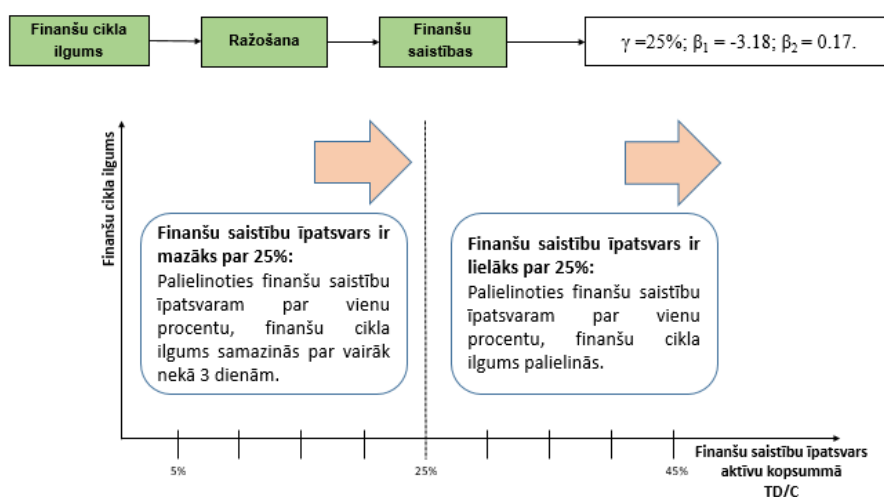 Finanšu cikla
ilgums
Ražošana
Finanšu
saistības
γ =25%; β₁ = -3.18; β₂ = 0.17.
Finanšu cikla ilgums
Finanšu saistību īpatsvars ir
mazāks par 25%:
Palielinoties finanšu saistību
īpatsvaram par vienu
procentu, finanšu cikla
ilgums samazinās par vairāk
nekā 3 dienām.
Finanšu saistību īpatsvars ir
lielāks par 25%:
Palielinoties finanšu saistību
īpatsvaram par vienu
procentu, finanšu cikla
ilgums palielinās.
5%
25%
45%
Finanšu saistību īpatsvars
aktīvu kopsummā
TD/C